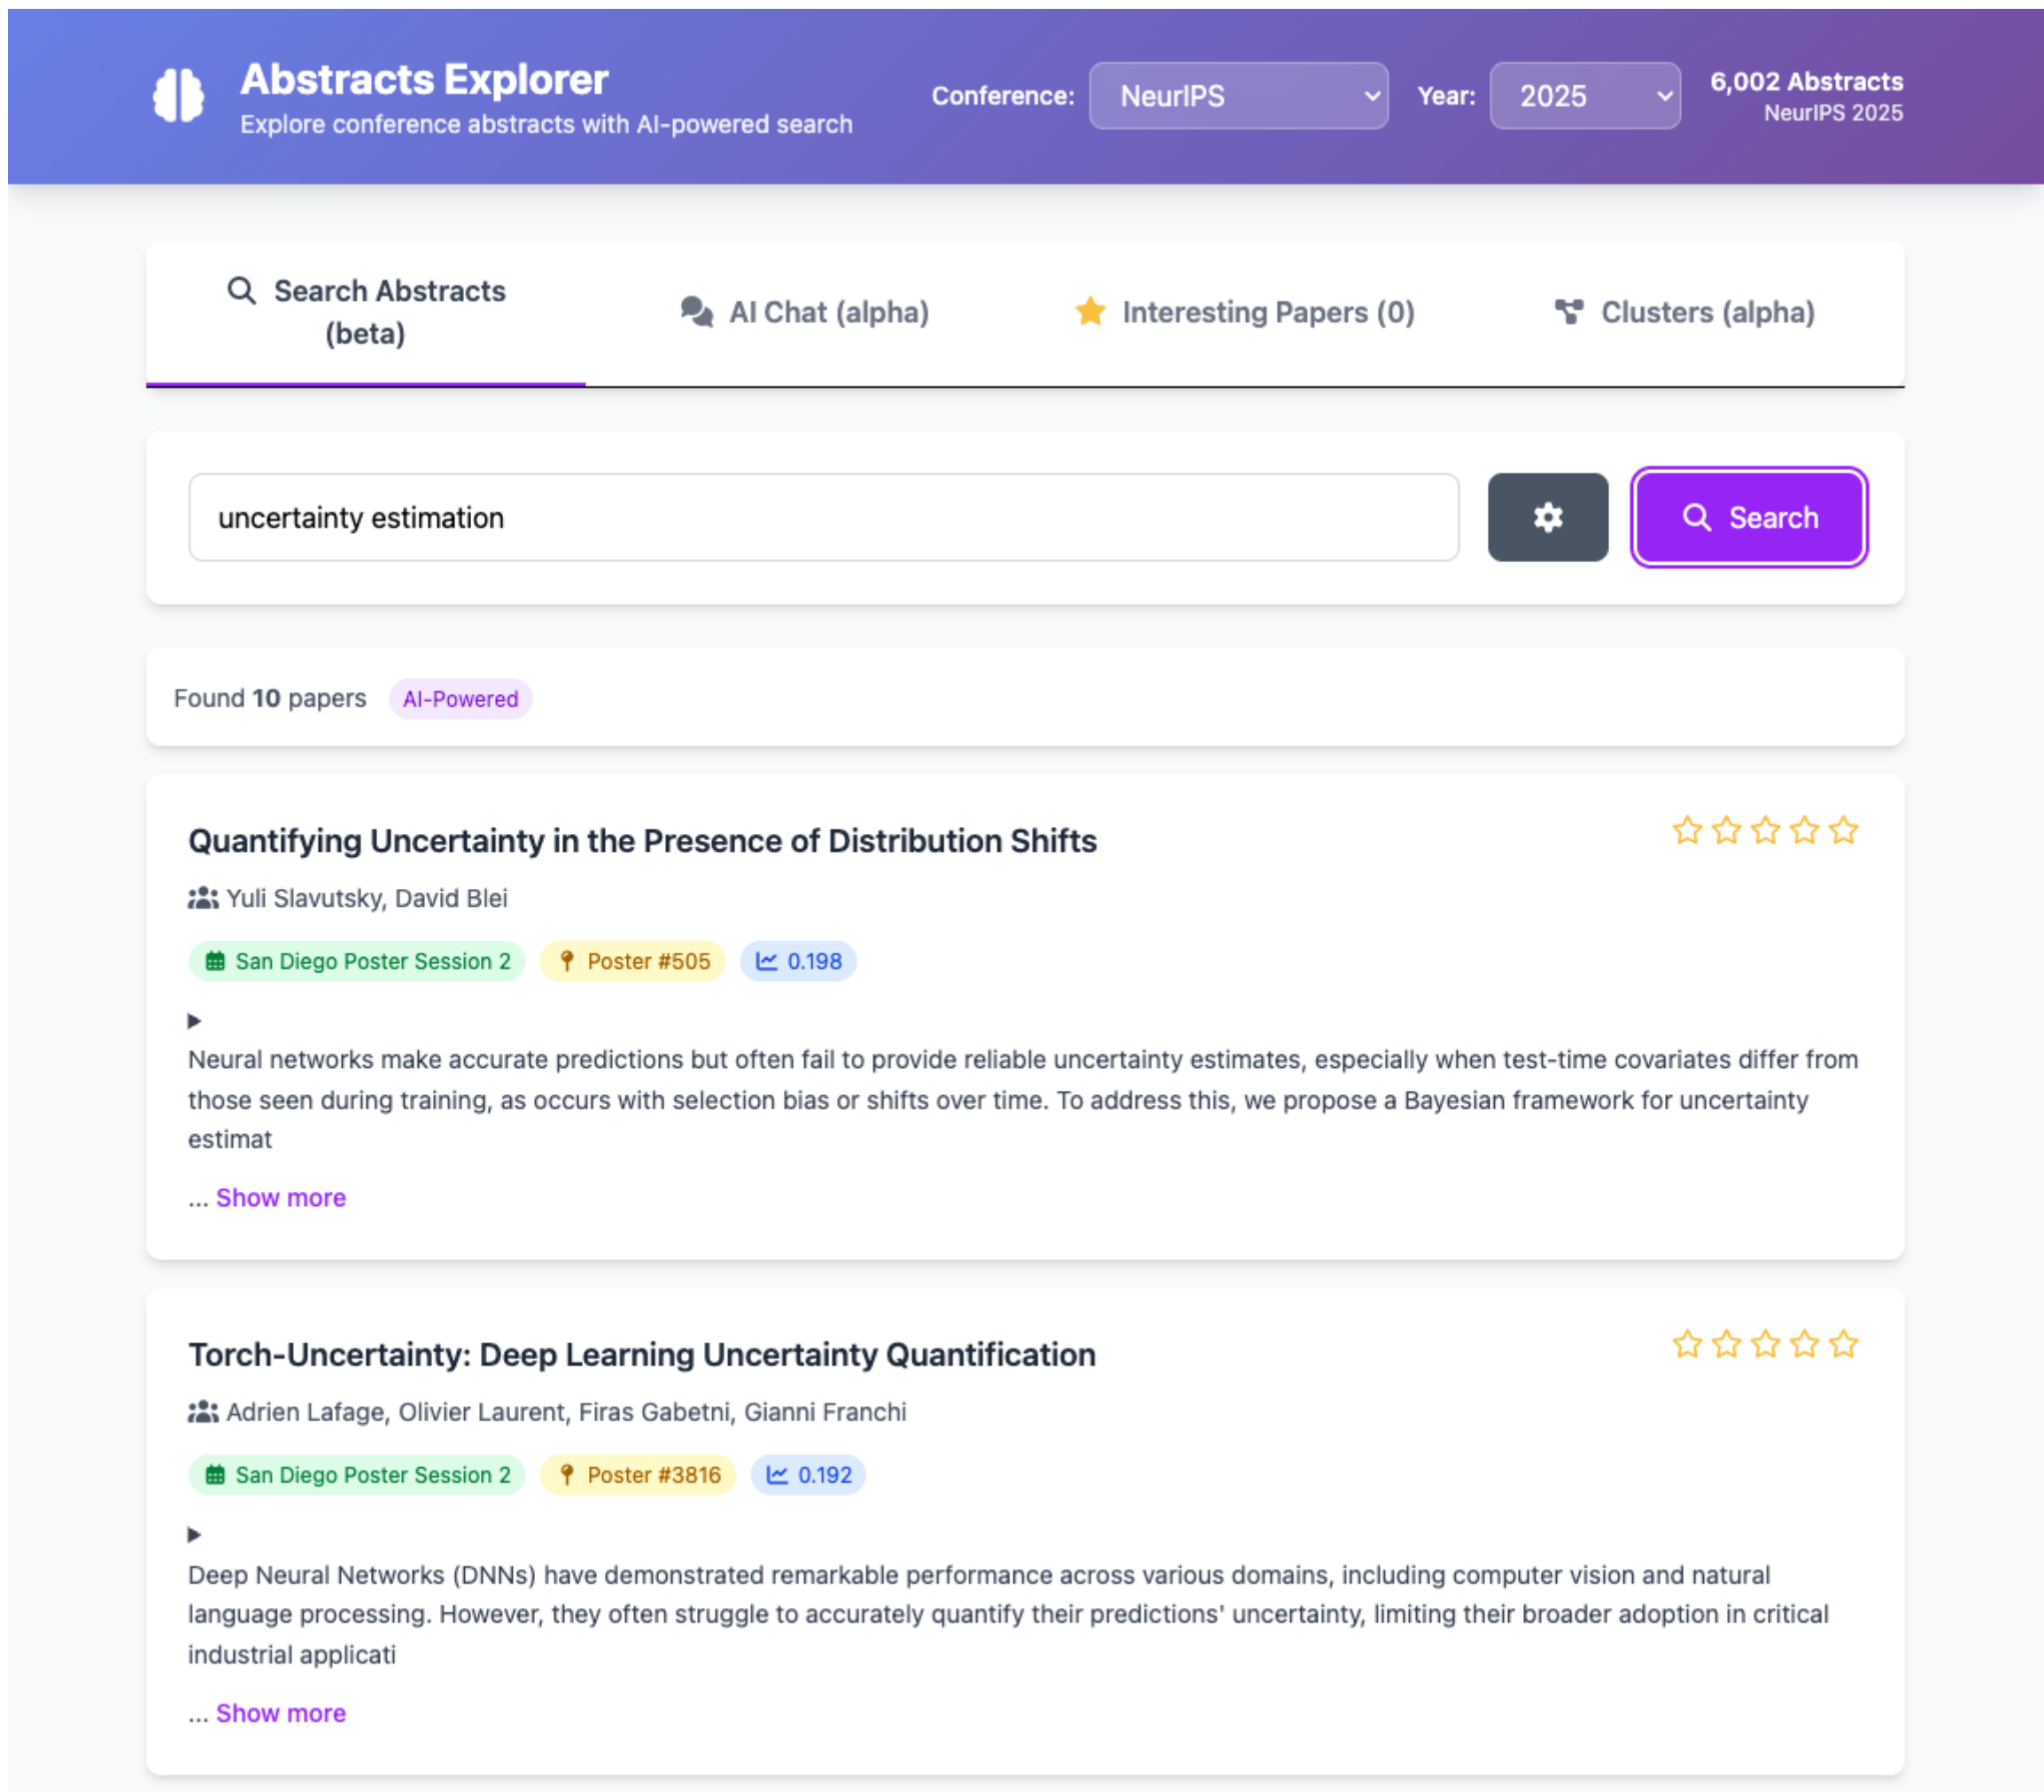 Abstracts Explorer
Explore conference abstracts with AI-powered search
Conference: NeurIPS Year: 2025
6,002 Abstracts
NeurIPS 2025
Search Abstracts
(beta)
AI Chat (alpha)
Interesting Papers (0)
Clusters (alpha)
uncertainty estimation
Search
Found 10 papers AI-Powered
Quantifying Uncertainty in the Presence of Distribution Shifts
Yuli Slavutsky, David Blei
San Diego Poster Session 2 Poster #505 0.198
Neural networks make accurate predictions but often fail to provide reliable uncertainty estimates, especially when test-time covariates differ from
those seen during training, as occurs with selection bias or shifts over time. To address this, we propose a Bayesian framework for uncertainty
estimat
... Show more
Torch-Uncertainty: Deep Learning Uncertainty Quantification
Adrien Lafage, Olivier Laurent, Firas Gabetni, Gianni Franchi
San Diego Poster Session 2 Poster #3816 0.192
Deep Neural Networks (DNNs) have demonstrated remarkable performance across various domains, including computer vision and natural
language processing. However, they often struggle to accurately quantify their predictions' uncertainty, limiting their broader adoption in critical
industrial applicati
... Show more